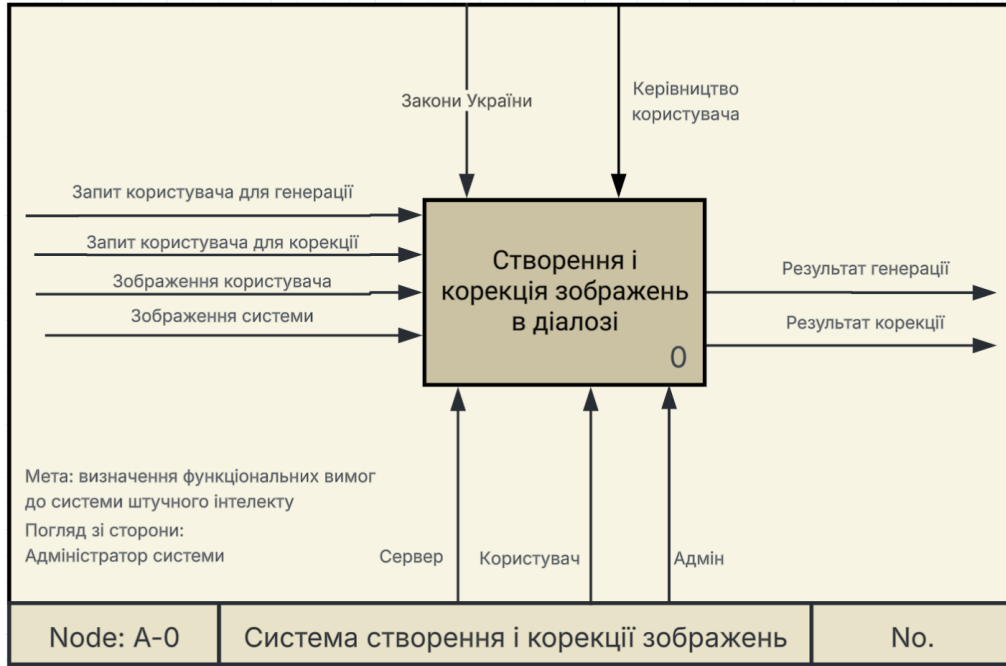 Закони України
Керівництво
користувача
Запит користувача для генерації
Запит користувача для корекції
Зображення користувача
Зображення системи
Створення і
корекція зображень
в діалозі
0
Результат генерації
Результат корекції
Мета: визначення функціональних вимог
до системи штучного інтелекту
Погляд зі сторони:
Адміністратор системи
Сервер
Користувач
Адмін
Node: A-0
Система створення і корекції зображень
No.